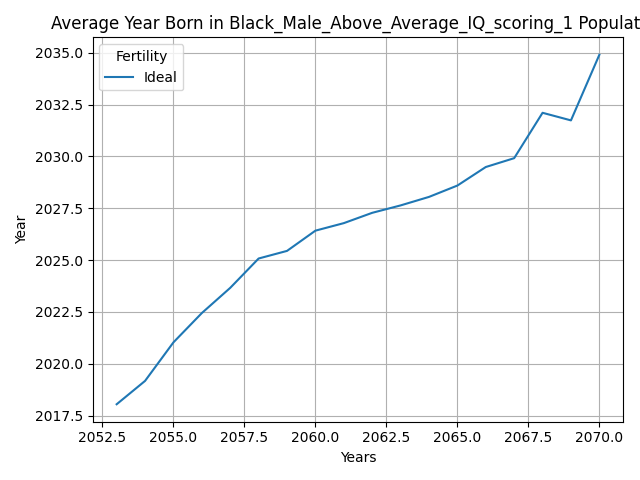 Average Year Born in Black_Male_Above_Average_IQ_scoring_1 Populat
Fertility
Ideal
2035.0
2032.5
2030.0
2027.5
2025.0
2022.5
2020.0
2017.5
Year
2052.5 2055.0 2057.5 2060.0 2062.5 2065.0 2067.5 2070.0
Years